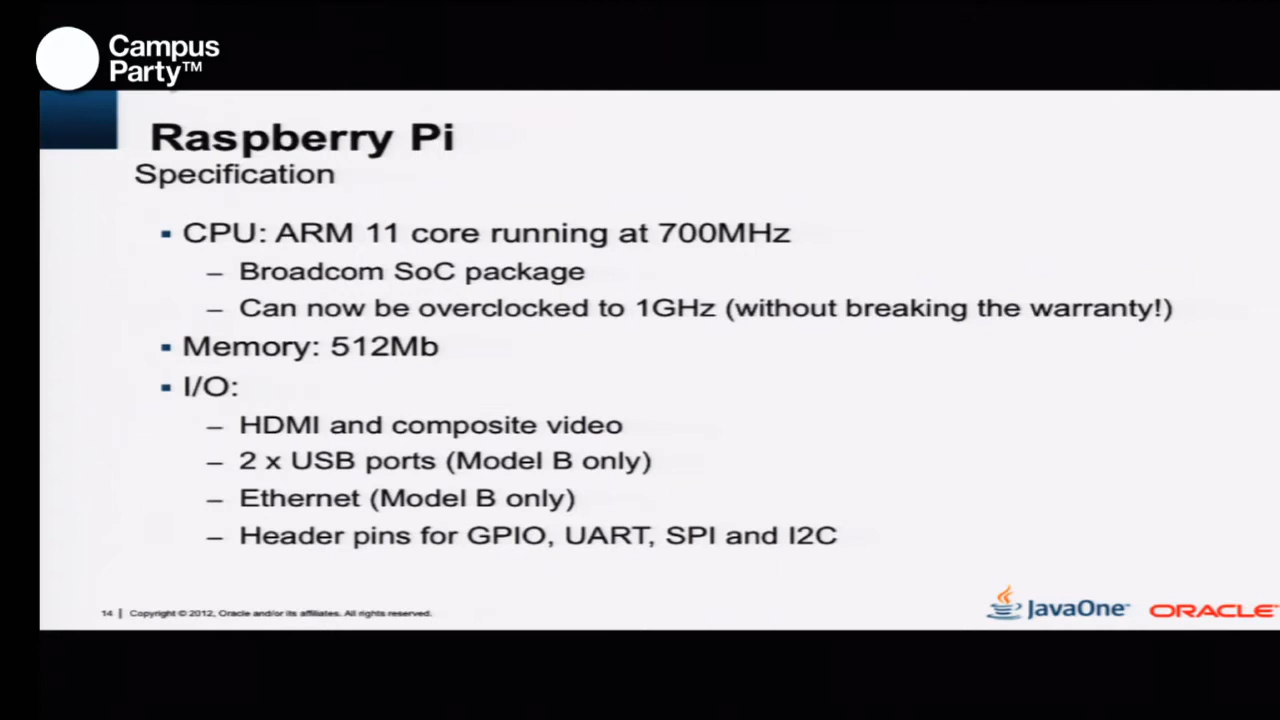 Campus
Party™
Raspberry Pi
Specification
▪ CPU: ARM 11 core running at 700MHz
– Broadcom SoC package
– Can now be overclocked to 1GHz (without breaking the warranty!)
▪ Memory: 512Mb
▪ I/O:
– HDMI and composite video
– 2 x USB ports (Model B only)
– Ethernet (Model B only)
– Header pins for GPIO, UART, SPI and I2C
14 | Copyright © 2012, Oracle and/or its affiliates. All rights reserved.
JavaOne™ ORACLE